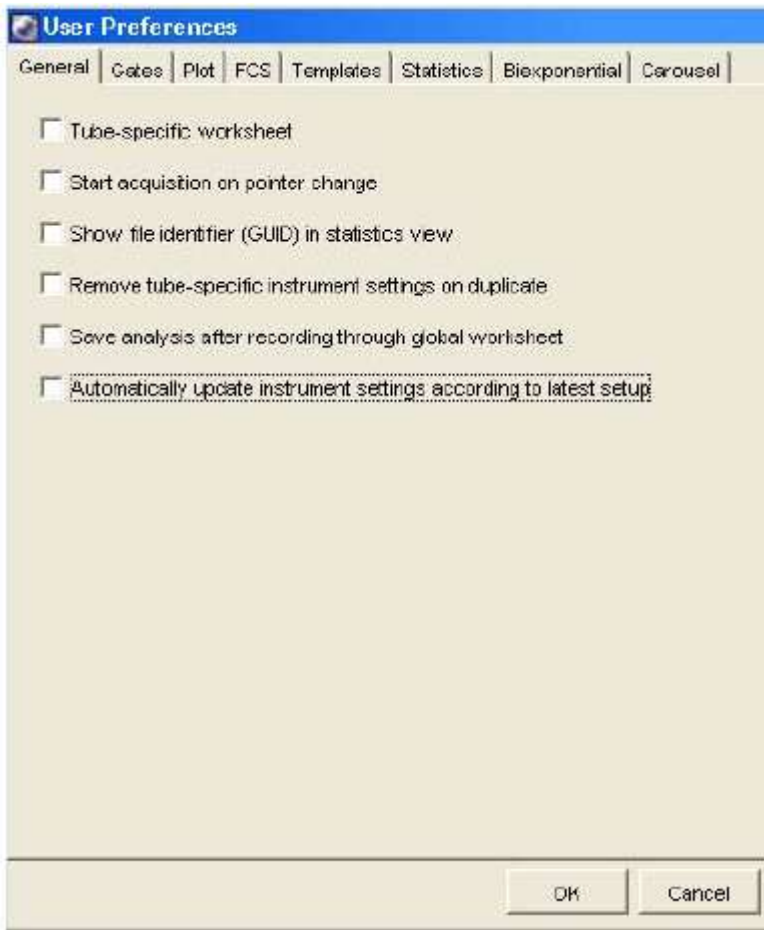 User Preferences
General Gates Plot FCS Templates Statistics Biexponential Carousel
Tube-specific worksheet
Start acquisition on pointer change
Show file identifier (GUID) in statistics view
Remove tube-specific instrument settings on duplicate
Save analysis after recording through global worksheet
Automatically update instrument settings according to latest setup
OK Cancel